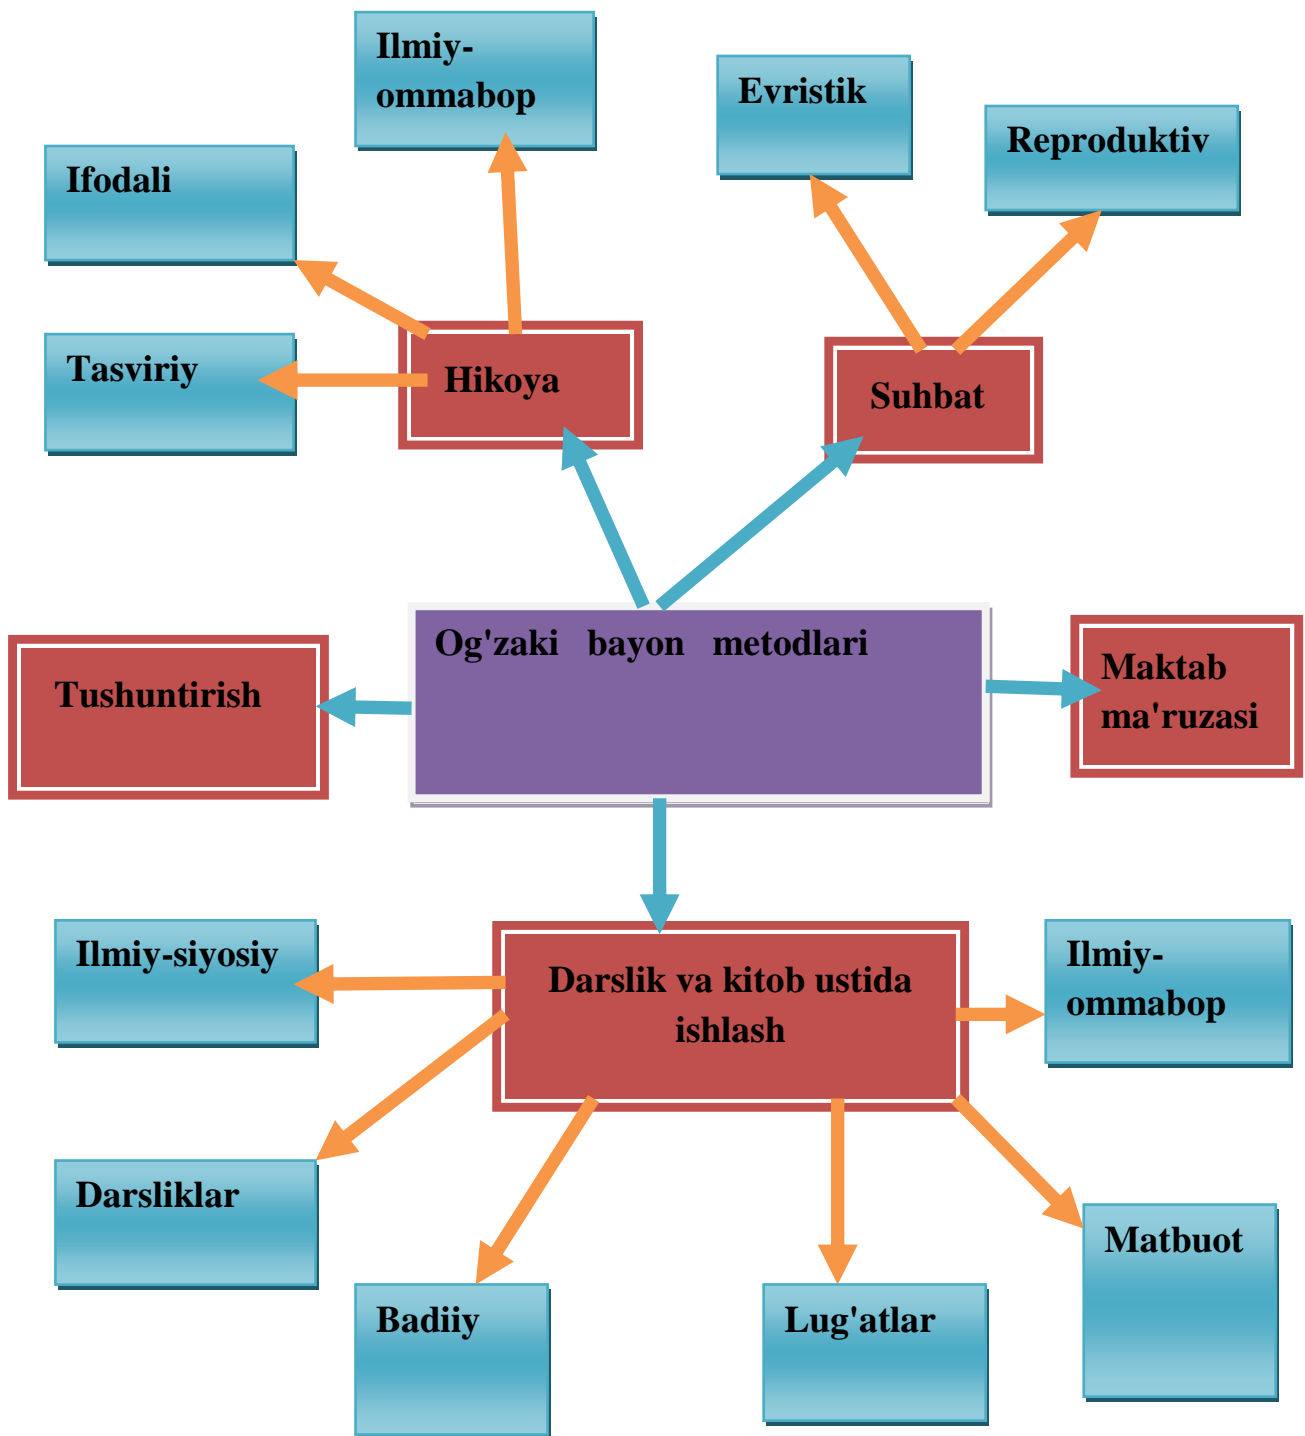 Ilmiy-
ommabop
Evristik
Reproduktiv
Ifodali
Tasviriy
Hikoya
Suhbat
Og'zaki bayon metodlari
Tushuntirish
Maktab
ma'ruzasi
Ilmiy-siyosiy
Darslik va kitob ustida
ishlash
Ilmiy-
ommabop
Darsliklar
Matbuot
Badiiy
Lug'atlar